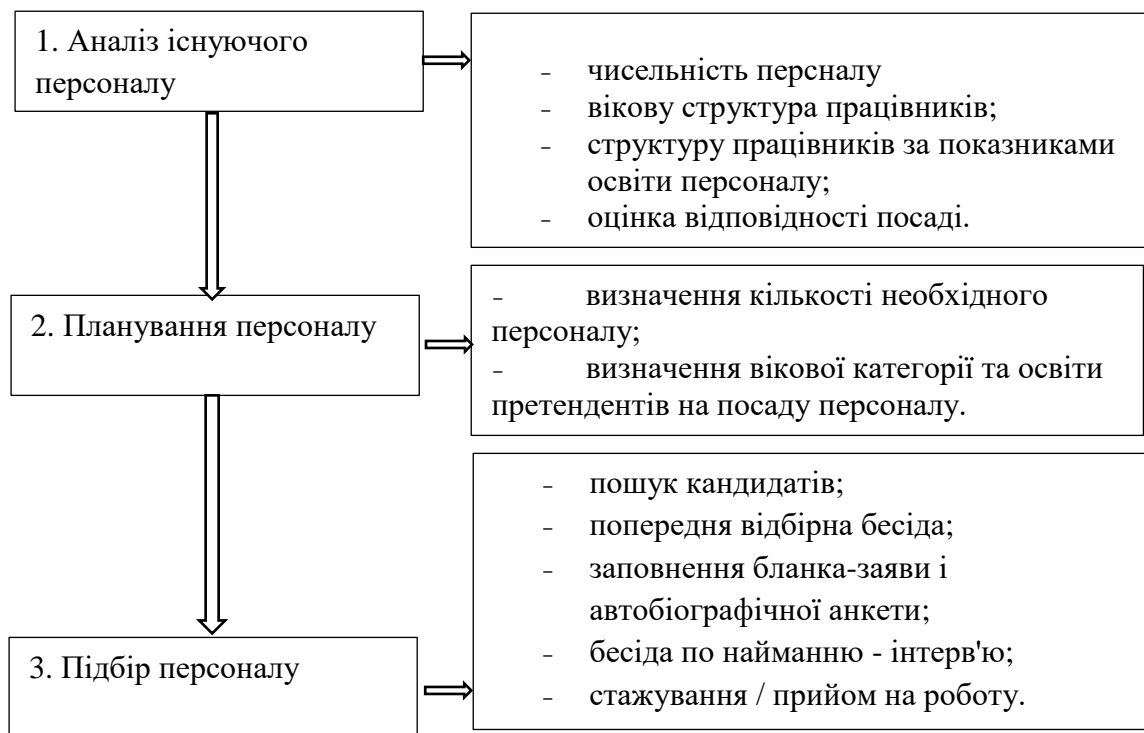 1. Аналіз існуючого
персоналу
- чисельність перcналу
- вікову структура працівників;
- структуру працівників за показниками
освіти персоналу;
- оцінка відповідності посаді.
2. Планування персоналу
- визначення кількості необхідного
персоналу;
- визначення вікової категорії та освіти
претендентів на посаду персоналу.
3. Підбір персоналу
- пошук кандидатів;
- попередня відбірна бесіда;
- заповнення бланка-заяви і
автобіографічної анкети;
- бесіда по найманню - інтерв'ю;
- стажування / прийом на роботу.